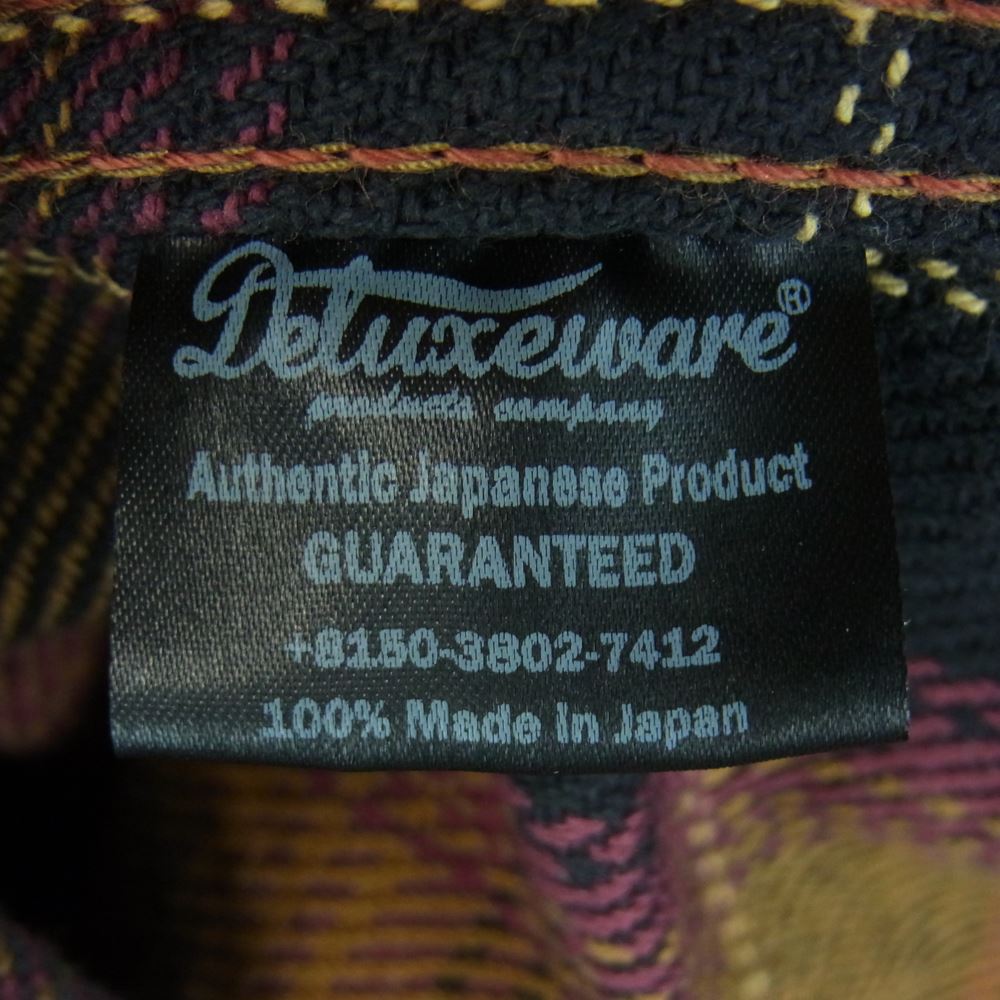 Deluxeware®
products company
Authentic Japanese Product
GUARANTEED
+8150-3802-7412
100% Made in Japan